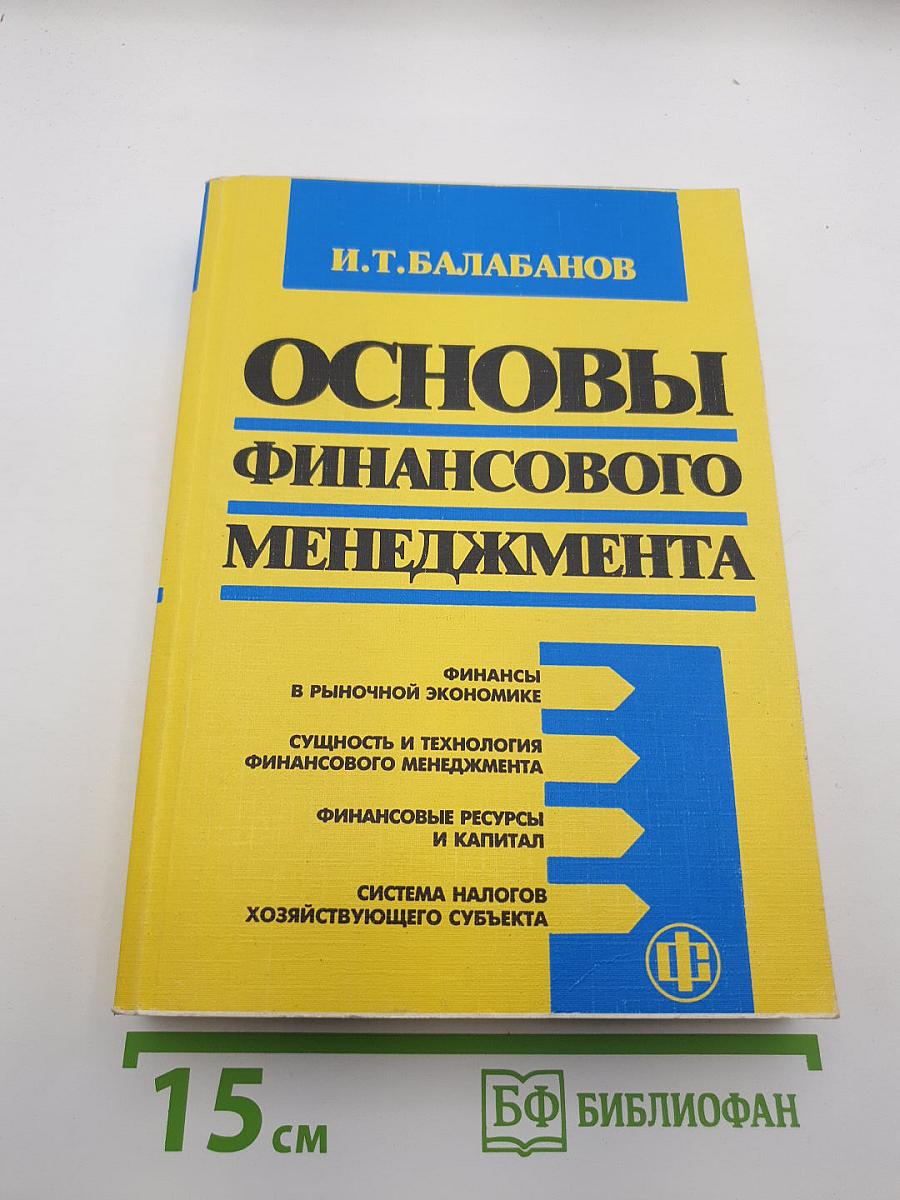 И.Т.БАЛАБАНОВ
ОСНОВЫ
ФИНАНСОВОГО
МЕНЕДЖМЕНТА
ФИНАНСЫ
В РЫНОЧНОЙ ЭКОНОМИКЕ
СУЩНОСТЬ И ТЕХНОЛОГИЯ
ФИНАНСОВОГО МЕНЕДЖМЕНТА
ФИНАНСОВЫЕ РЕСУРСЫ
И КАПИТАЛ
СИСТЕМА НАЛОГОВ
ХОЗЯЙСТВУЮЩЕГО СУБЪЕКТА
ФС
15 см
БФ БИБЛИОФАН